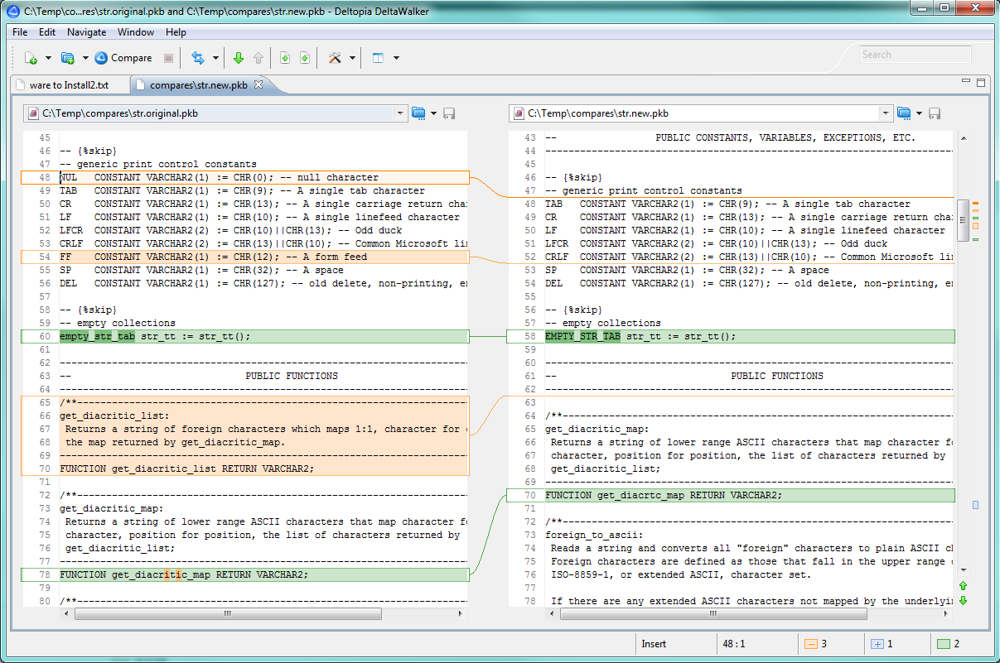 C:\Temp\co...res\str.original.pkb and C:\Temp\compares\str.new.pkb - Deltopia DeltaWalker
File Edit Navigate Window Help
Compare
Search
ware to Install2.txt
compares\str.new.pkb
C:\Temp\compares\str.original.pkb
45
46 -- {%skip}
47 -- generic print control constants
48 NUL CONSTANT VARCHAR2(1) := CHR(0); -- null character
49 TAB CONSTANT VARCHAR2(1) := CHR(9); -- A single tab character
50 CR CONSTANT VARCHAR2(1) := CHR(13); -- A single carriage return cha
51 LF CONSTANT VARCHAR2(1) := CHR(10); -- A single linefeed character
52 LFCR CONSTANT VARCHAR2(2) := CHR(10)||CHR(13); -- Odd duck
53 CRLF CONSTANT VARCHAR2(2) := CHR(13)||CHR(10); -- Common Microsoft li
54 FF CONSTANT VARCHAR2(1) := CHR(12); -- A form feed
55 SP CONSTANT VARCHAR2(1) := CHR(32); -- A space
56 DEL CONSTANT VARCHAR2(1) := CHR(127); -- old delete, non-printing, e
57
58 -- {%skip}
59 -- empty collections
60 empty_str_tab str_tt := str_tt();
61
62 ----------------------------------------------------------------------
63 -- PUBLIC FUNCTIONS
64 ----------------------------------------------------------------------
65 /**-------------------------------------------------------------------
66 get_diacritic_list:
67 Returns a string of foreign characters which maps 1:1, character for
68 the map returned by get_diacritic_map.
69 ----------------------------------------------------------------------
70 FUNCTION get_diacritic_list RETURN VARCHAR2;
71
72 /**-------------------------------------------------------------------
73 get_diacritic_map:
74 Returns a string of lower range ASCII characters that map character f
75 character, position for position, the list of characters returned by
76 get_diacritic_list;
77 ----------------------------------------------------------------------
78 FUNCTION get_diacritic_map RETURN VARCHAR2;
79
80 /**-------------------------------------------------------------------
C:\Temp\compares\str.new.pkb
43 -- PUBLIC CONSTANTS, VARIABLES, EXCEPTIONS, ETC.
44 ----------------------------------------------------------------------
45
46 -- {%skip}
47 -- generic print control constants
48 TAB CONSTANT VARCHAR2(1) := CHR(9); -- A single tab character
49 CR CONSTANT VARCHAR2(1) := CHR(13); -- A single carriage return cha
50 LF CONSTANT VARCHAR2(1) := CHR(10); -- A single linefeed character
51 LFCR CONSTANT VARCHAR2(2) := CHR(10)||CHR(13); -- Odd duck
52 CRLF CONSTANT VARCHAR2(2) := CHR(13)||CHR(10); -- Common Microsoft li
53 SP CONSTANT VARCHAR2(1) := CHR(32); -- A space
54 DEL CONSTANT VARCHAR2(1) := CHR(127); -- old delete, non-printing, e
55
56 -- {%skip}
57 -- empty collections
58 EMPTY_STR_TAB str_tt := str_tt();
59
60 ----------------------------------------------------------------------
61 -- PUBLIC FUNCTIONS
62 ----------------------------------------------------------------------
63
64 /**-------------------------------------------------------------------
65 get_diacritic_map:
66 Returns a string of lower range ASCII characters that map character f
67 character, position for position, the list of characters returned by
68 get_diacritic_list;
69 ----------------------------------------------------------------------
70 FUNCTION get_diacrtc_map RETURN VARCHAR2;
71
72 /**-------------------------------------------------------------------
73 foreign_to_ascii:
74 Reads a string and converts all "foreign" characters to plain ASCII c
75 Foreign characters are defined as those that fall in the upper range
76 ISO-8859-1, or extended ASCII, character set.
77
78 If there are any extended ASCII characters not mapped by the underlyi
Insert 48 : 1 3 1 2